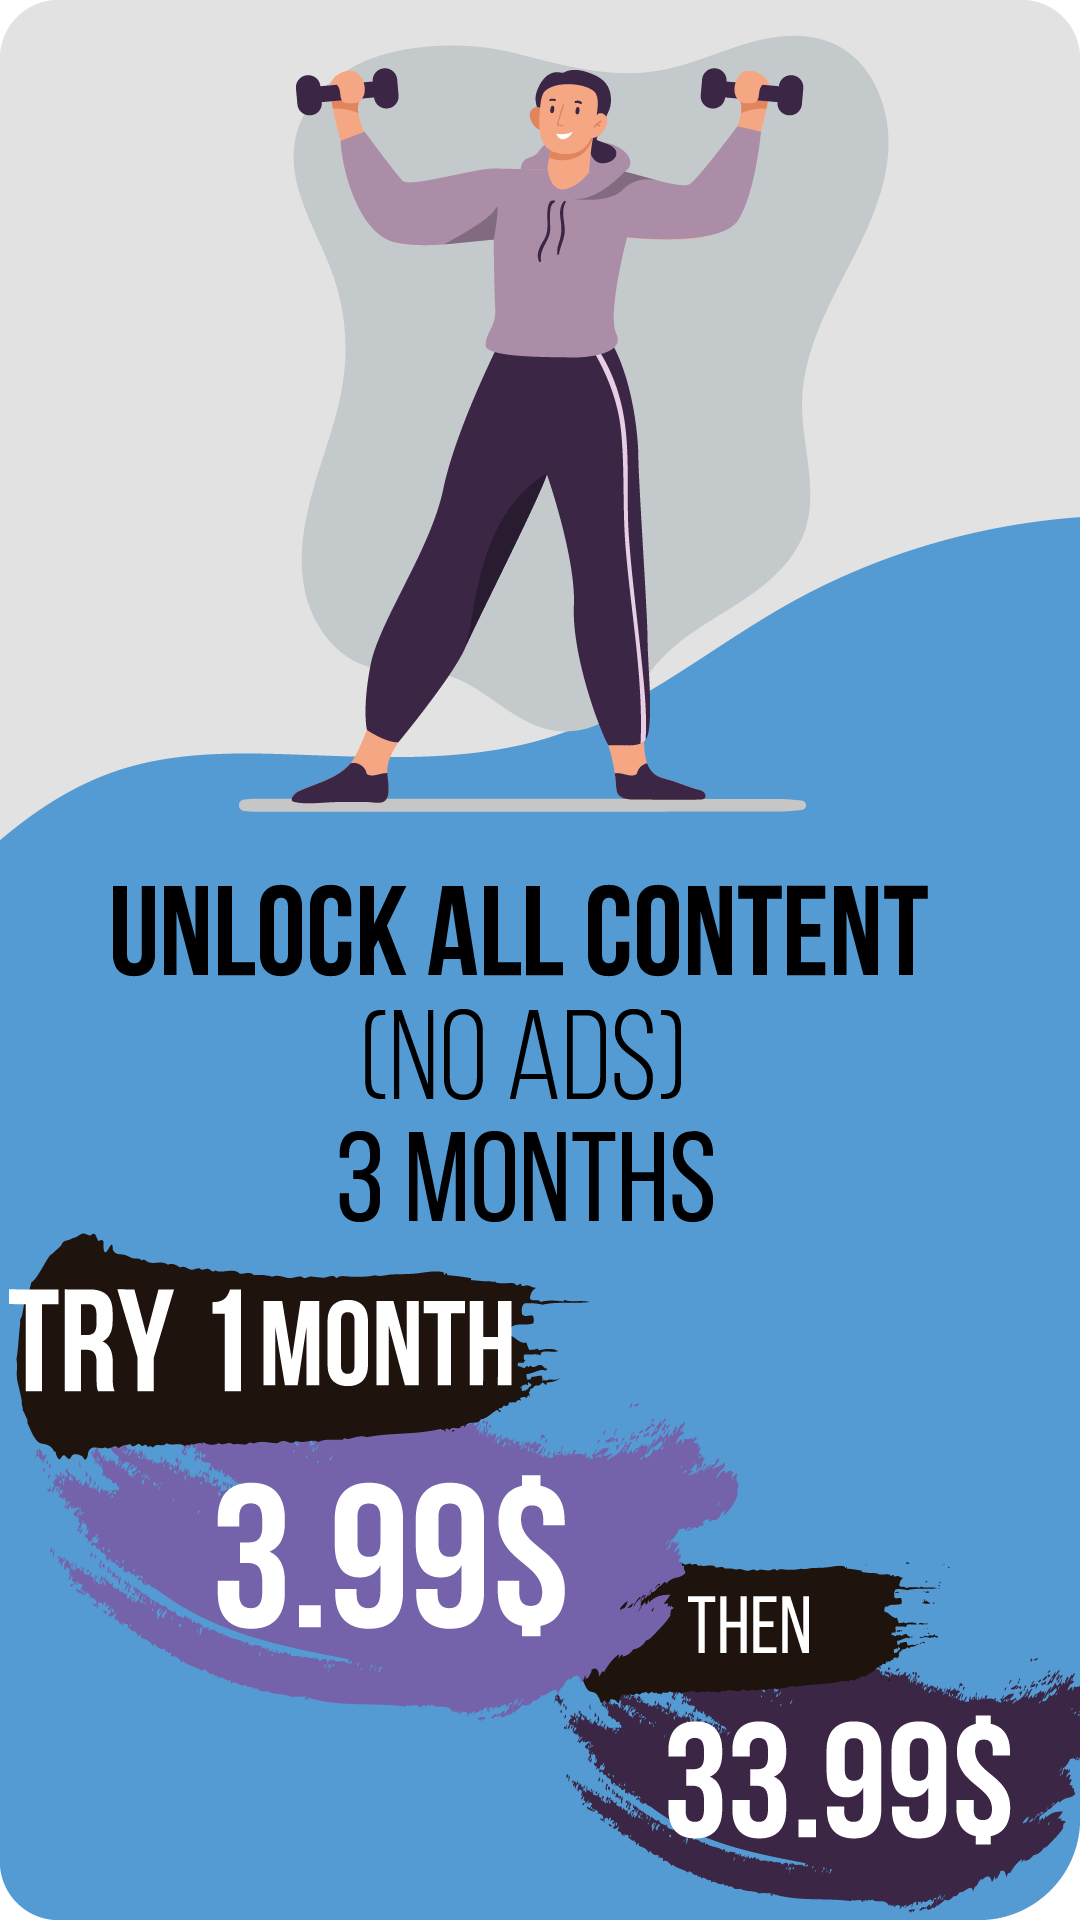 UNLOCK ALL CONTENT
(NO ADS)
3 MONTHS
TRY 1 MONTH
3.99$
THEN
33.99$